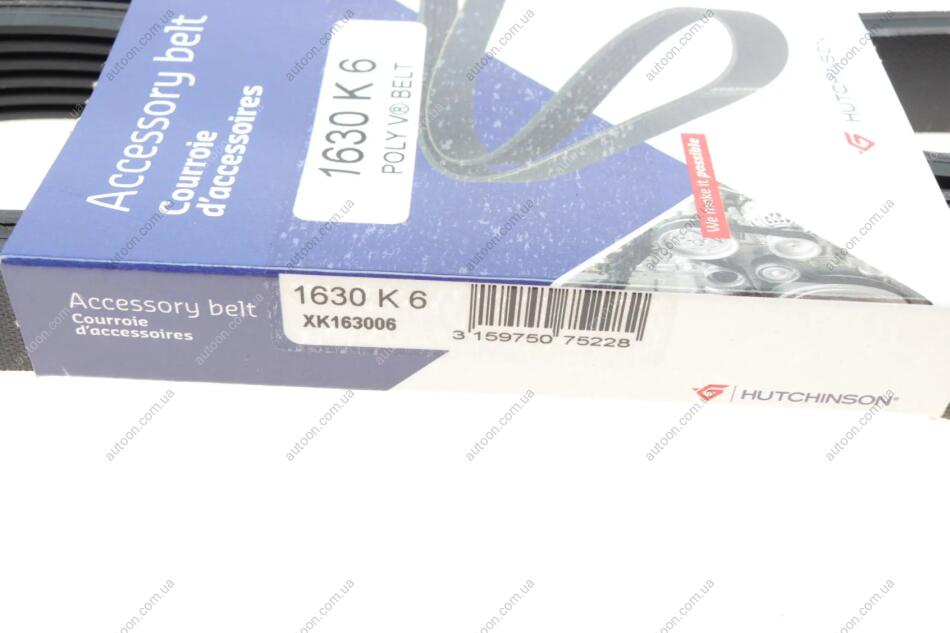 Accessory belt
Courroie
d'accessoires
1630 K 6
POLY V® BELT
We make it possible
HUTCHINSON
Accessory belt
Courroie
d'accessoires
1630 K 6
XK163006
3 159750 75228
HUTCHINSON®
autoon.com.ua